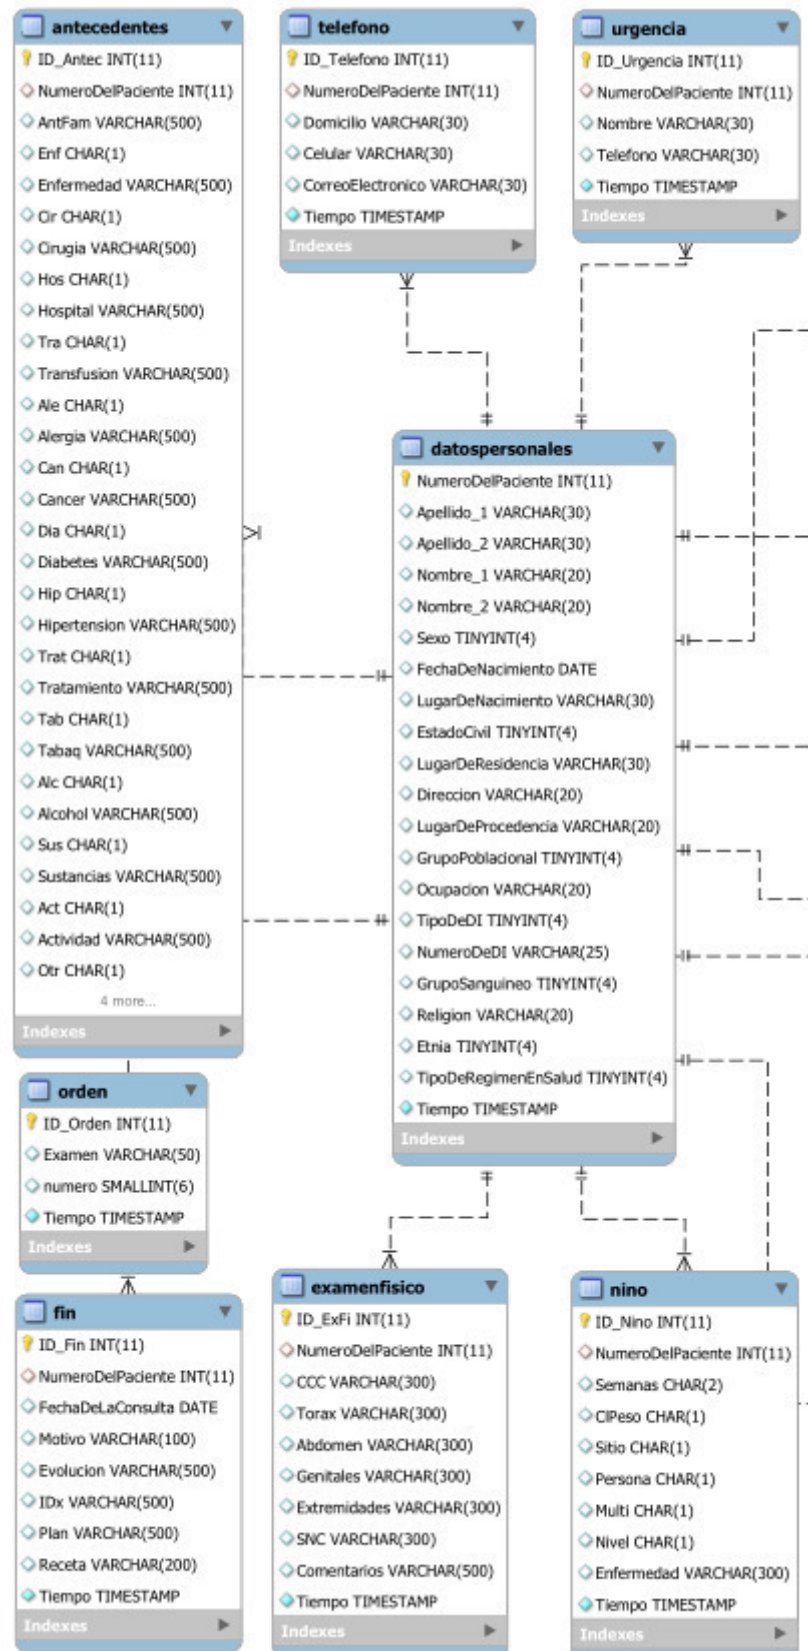 antecedentes
ID_Antec INT(11)
NumeroDelPaciente INT(11)
AntFam VARCHAR(500)
Enf CHAR(1)
Enfermedad VARCHAR(500)
Cir CHAR(1)
Cirugia VARCHAR(500)
Hos CHAR(1)
Hospital VARCHAR(500)
Tra CHAR(1)
Transfusion VARCHAR(500)
Ale CHAR(1)
Alergia VARCHAR(500)
Can CHAR(1)
Cancer VARCHAR(500)
Dia CHAR(1)
Diabetes VARCHAR(500)
Hip CHAR(1)
Hipertension VARCHAR(500)
Trat CHAR(1)
Tratamiento VARCHAR(500)
Tab CHAR(1)
Tabaq VARCHAR(500)
Alc CHAR(1)
Alcohol VARCHAR(500)
Sus CHAR(1)
Sustancias VARCHAR(500)
Act CHAR(1)
Actividad VARCHAR(500)
Otr CHAR(1)
4 more...
Indexes
telefono
ID_Telefono INT(11)
NumeroDelPaciente INT(11)
Domicilio VARCHAR(30)
Celular VARCHAR(30)
CorreoElectronico VARCHAR(30)
Tiempo TIMESTAMP
Indexes
urgencia
ID_Urgencia INT(11)
NumeroDelPaciente INT(11)
Nombre VARCHAR(30)
Telefono VARCHAR(30)
Tiempo TIMESTAMP
Indexes
datospersonales
NumeroDelPaciente INT(11)
Apellido_1 VARCHAR(30)
Apellido_2 VARCHAR(30)
Nombre_1 VARCHAR(20)
Nombre_2 VARCHAR(20)
Sexo TINYINT(4)
FechaDeNacimiento DATE
LugarDeNacimiento VARCHAR(30)
EstadoCivil TINYINT(4)
LugarDeResidencia VARCHAR(30)
Direccion VARCHAR(20)
LugarDeProcedencia VARCHAR(20)
GrupoPoblacional TINYINT(4)
Ocupacion VARCHAR(20)
TipoDeDI TINYINT(4)
NumeroDeDI VARCHAR(25)
GrupoSanguineo TINYINT(4)
Religion VARCHAR(20)
Etnia TINYINT(4)
TipoDeRegimenEnSalud TINYINT(4)
Tiempo TIMESTAMP
Indexes
orden
ID_Orden INT(11)
Examen VARCHAR(50)
numero SMALLINT(6)
Tiempo TIMESTAMP
Indexes
fin
ID_Fin INT(11)
NumeroDelPaciente INT(11)
FechaDeLaConsulta DATE
Motivo VARCHAR(100)
Evolucion VARCHAR(500)
IDx VARCHAR(500)
Plan VARCHAR(500)
Receta VARCHAR(200)
Tiempo TIMESTAMP
Indexes
examenfisico
ID_ExFi INT(11)
NumeroDelPaciente INT(11)
CCC VARCHAR(300)
Torax VARCHAR(300)
Abdomen VARCHAR(300)
Genitales VARCHAR(300)
Extremidades VARCHAR(300)
SNC VARCHAR(300)
Comentarios VARCHAR(500)
Tiempo TIMESTAMP
Indexes
nino
ID_Nino INT(11)
NumeroDelPaciente INT(11)
Semanas CHAR(2)
ClPeso CHAR(1)
Sitio CHAR(1)
Persona CHAR(1)
Multi CHAR(1)
Nivel CHAR(1)
Enfermedad VARCHAR(300)
Tiempo TIMESTAMP
Indexes